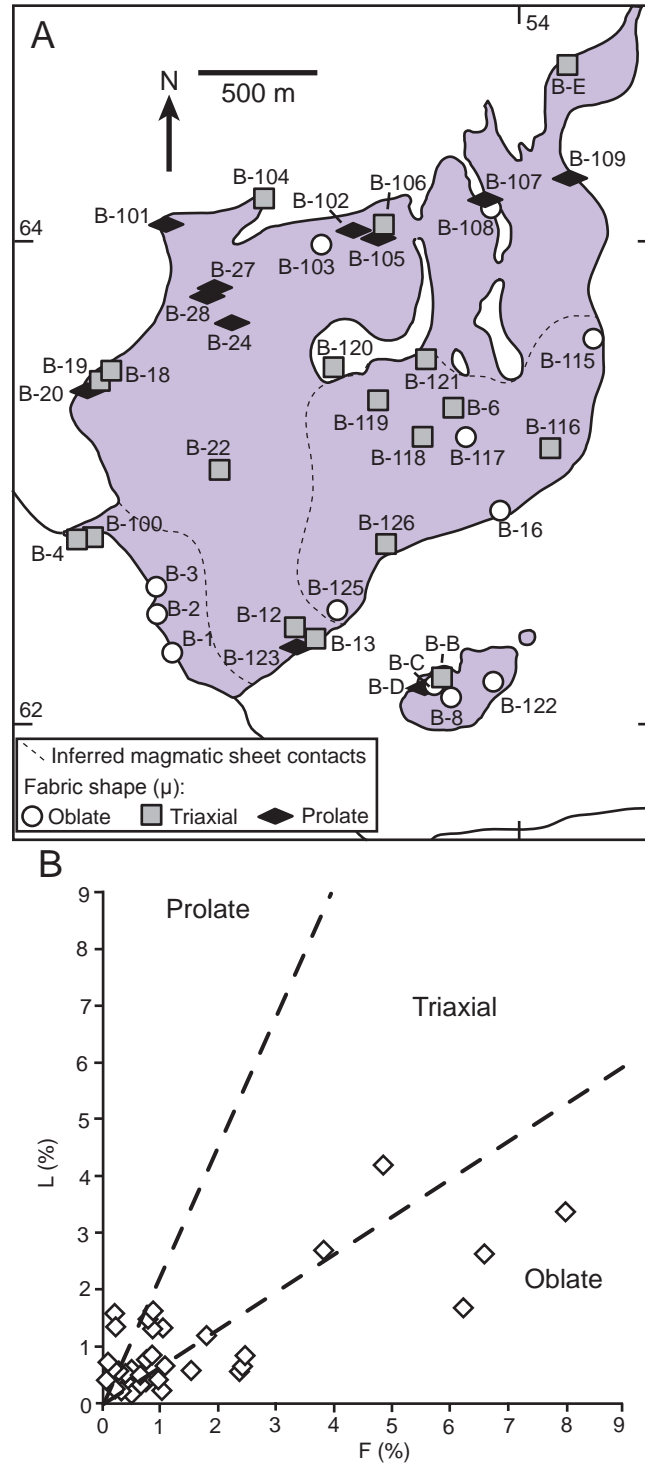 A
54
N
500 m
B-E
B-109
B-104
B-106
B-107
B-102
B-101
B-108
64
B-103
B-105
B-27
B-28
B-24
B-120
B-115
B-19
B-18
B-121
B-20
B-6
B-119
B-116
B-22
B-118
B-117
B-16
B-100
B-126
B-4
B-3
B-125
B-2
B-12
B-1
B-13
B-B
B-123
B-C
B-D
B-122
B-8
62
Inferred magmatic sheet contacts
Fabric shape (µ):
Oblate Triaxial Prolate
B
9
Prolate
8
7
Triaxial
6
5
L (%)
4
3
2
Oblate
1
0
0 1 2 3 4 5 6 7 8 9
F (%)